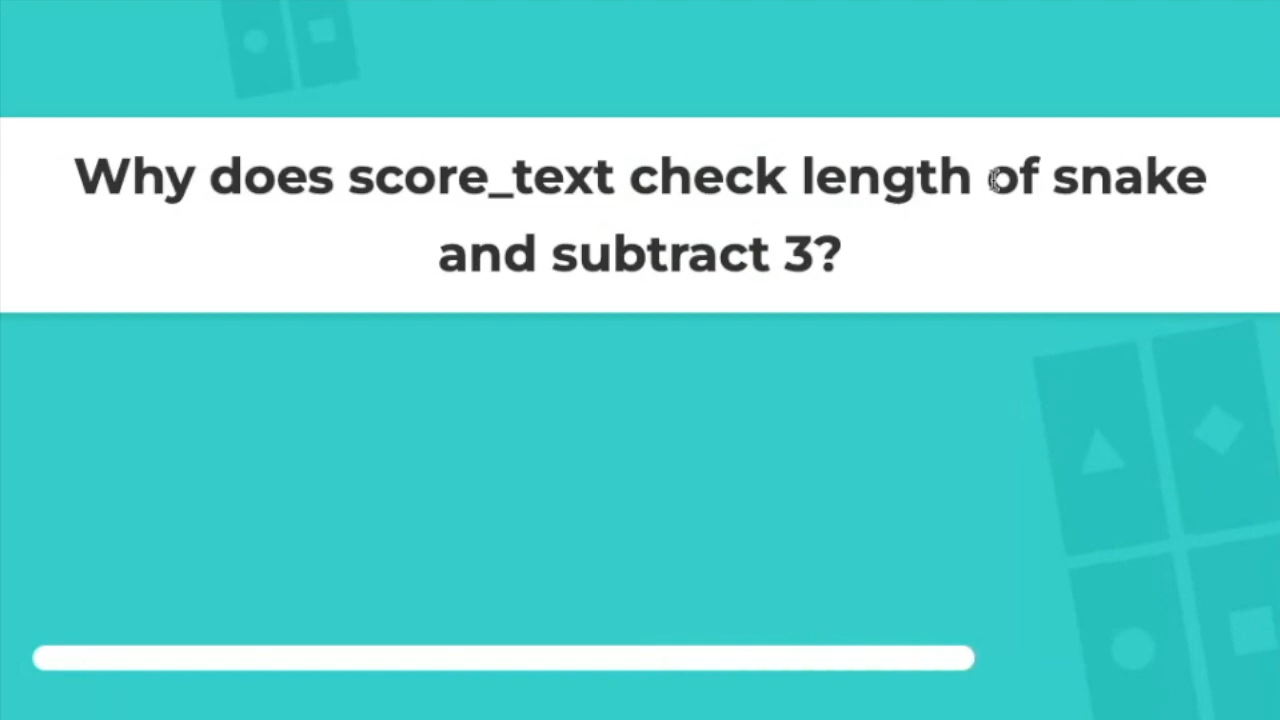 Why does score_text check length of snake
and subtract 3?